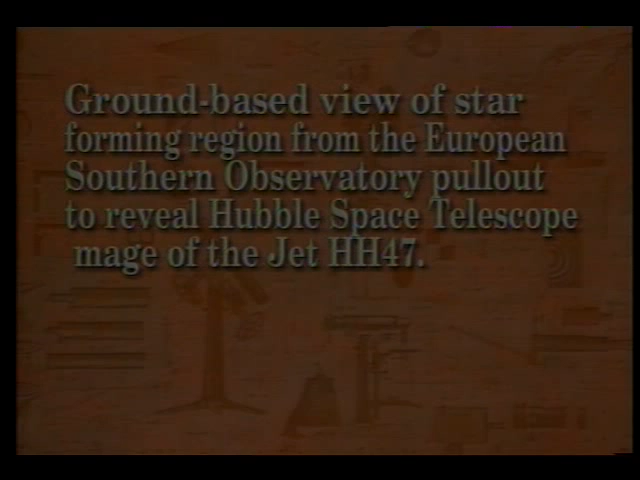 Ground-based view of star
forming region from the European
Southern Observatory pullout
to reveal Hubble Space Telescope
mage of the Jet HH47.